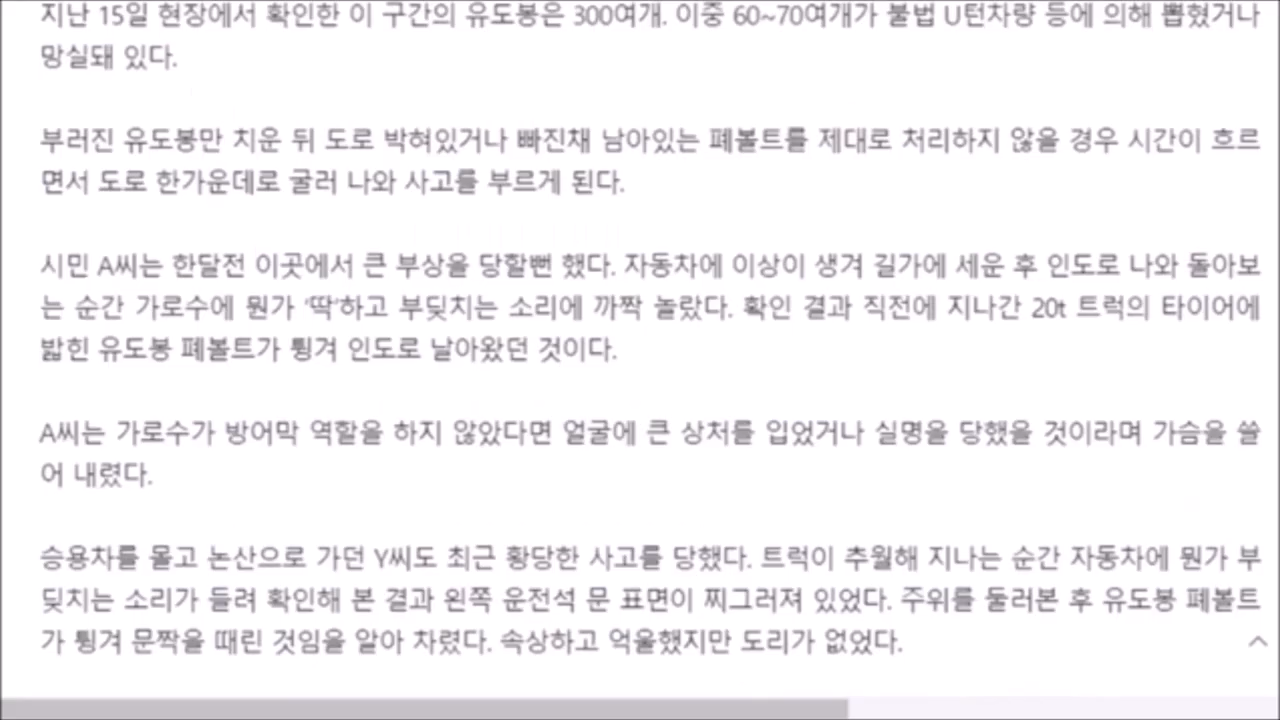 지난 15일 현장에서 확인한 이 구간의 유도봉은 300여개. 이중 60~70여개가 불법 U턴차량 등에 의해 뽑혔거나
망실돼 있다.
부러진 유도봉만 치운 뒤 도로 박혀있거나 빠진채 남아있는 폐볼트를 제대로 처리하지 않을 경우 시간이 흐르
면서 도로 한가운데로 굴러 나와 사고를 부르게 된다.
시민 A씨는 한달전 이곳에서 큰 부상을 당할뻔 했다. 자동차에 이상이 생겨 길가에 세운 후 인도로 나와 돌아보
는 순간 가로수에 뭔가 '딱'하고 부딪치는 소리에 까짝 놀랐다. 확인 결과 직전에 지나간 20t 트럭의 타이어에
밟힌 유도봉 폐볼트가 튕겨 인도로 날아왔던 것이다.
A씨는 가로수가 방어막 역할을 하지 않았다면 얼굴에 큰 상처를 입었거나 실명을 당했을 것이라며 가슴을 쓸
어 내렸다.
승용차를 몰고 논산으로 가던 Y씨도 최근 황당한 사고를 당했다. 트럭이 추월해 지나는 순간 자동차에 뭔가 부
딪치는 소리가 들려 확인해 본 결과 왼쪽 운전석 문 표면이 찌그러져 있었다. 주위를 둘러본 후 유도봉 폐볼트
가 튕겨 문짝을 때린 것임을 알아 차렸다. 속상하고 억울했지만 도리가 없었다.